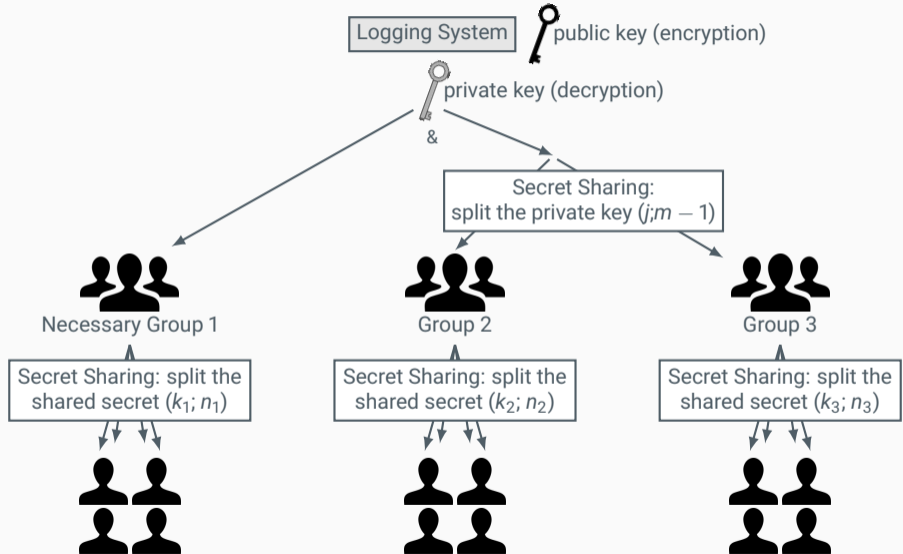 Logging System
public key (encryption)
private key (decryption)
&
Secret Sharing:
split the private key (j;m − 1)
Necessary Group 1
Group 2
Group 3
Secret Sharing: split the
shared secret (k₁; n₁)
Secret Sharing: split the
shared secret (k₂; n₂)
Secret Sharing: split the
shared secret (k₃; n₃)